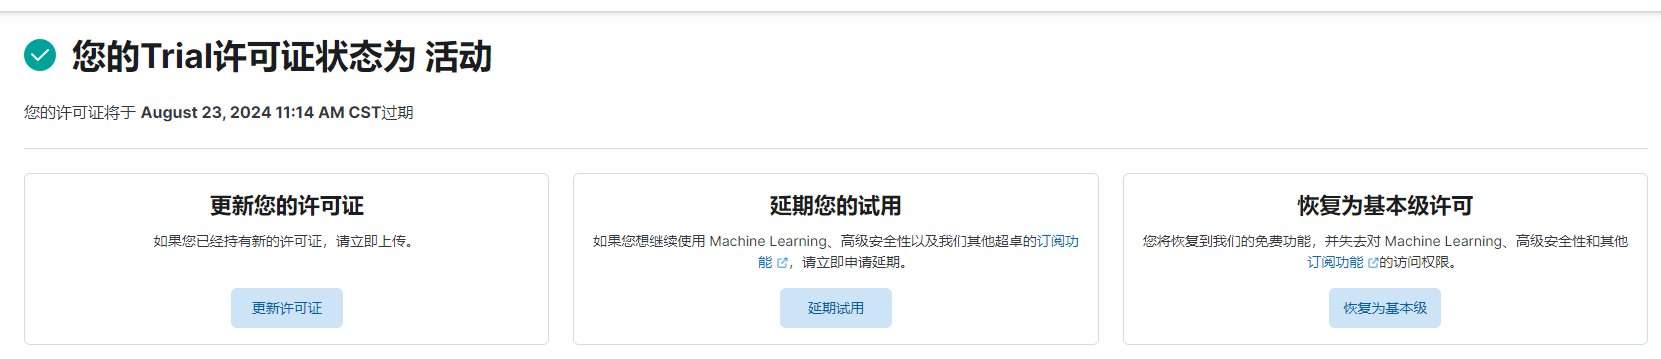 您的Trial许可证状态为 活动
您的许可证将于 August 23, 2024 11:14 AM CST过期
更新您的许可证
如果您已经持有新的许可证，请立即上传。
更新许可证
延期您的试用
如果您想继续使用 Machine Learning、高级安全性以及我们其他超卓的订阅功
能，请立即申请延期。
延期试用
恢复为基本级许可
您将恢复到我们的免费功能，并失去对 Machine Learning、高级安全性和其他
订阅功能的访问权限。
恢复为基本级